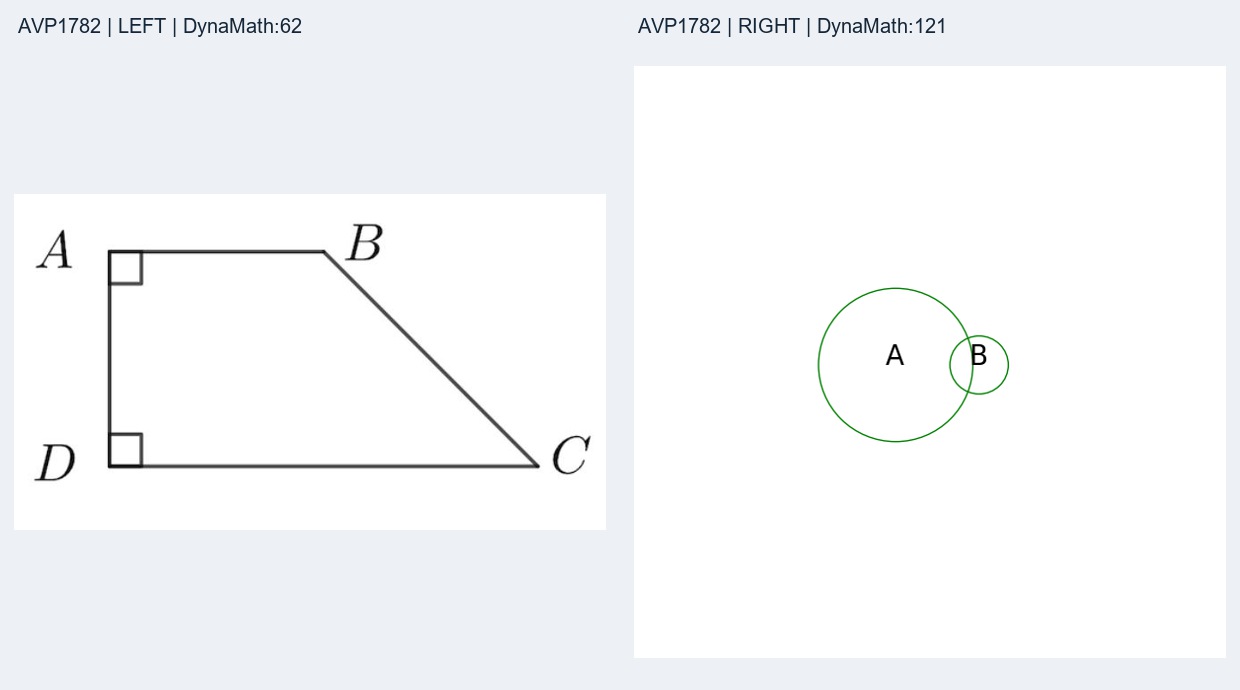 AVP1782 | LEFT | DynaMath:62
AVP1782 | RIGHT | DynaMath:121
A
B
D
C
A
B